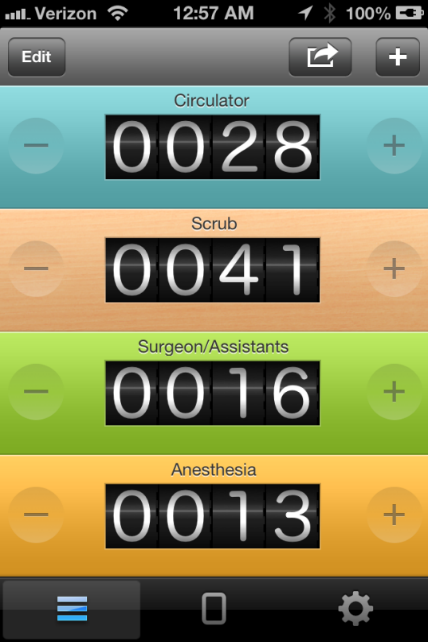 Verizon 12:57 AM 100%
Edit
Circulator
0028
Scrub
0041
Surgeon/Assistants
0016
Anesthesia
0013